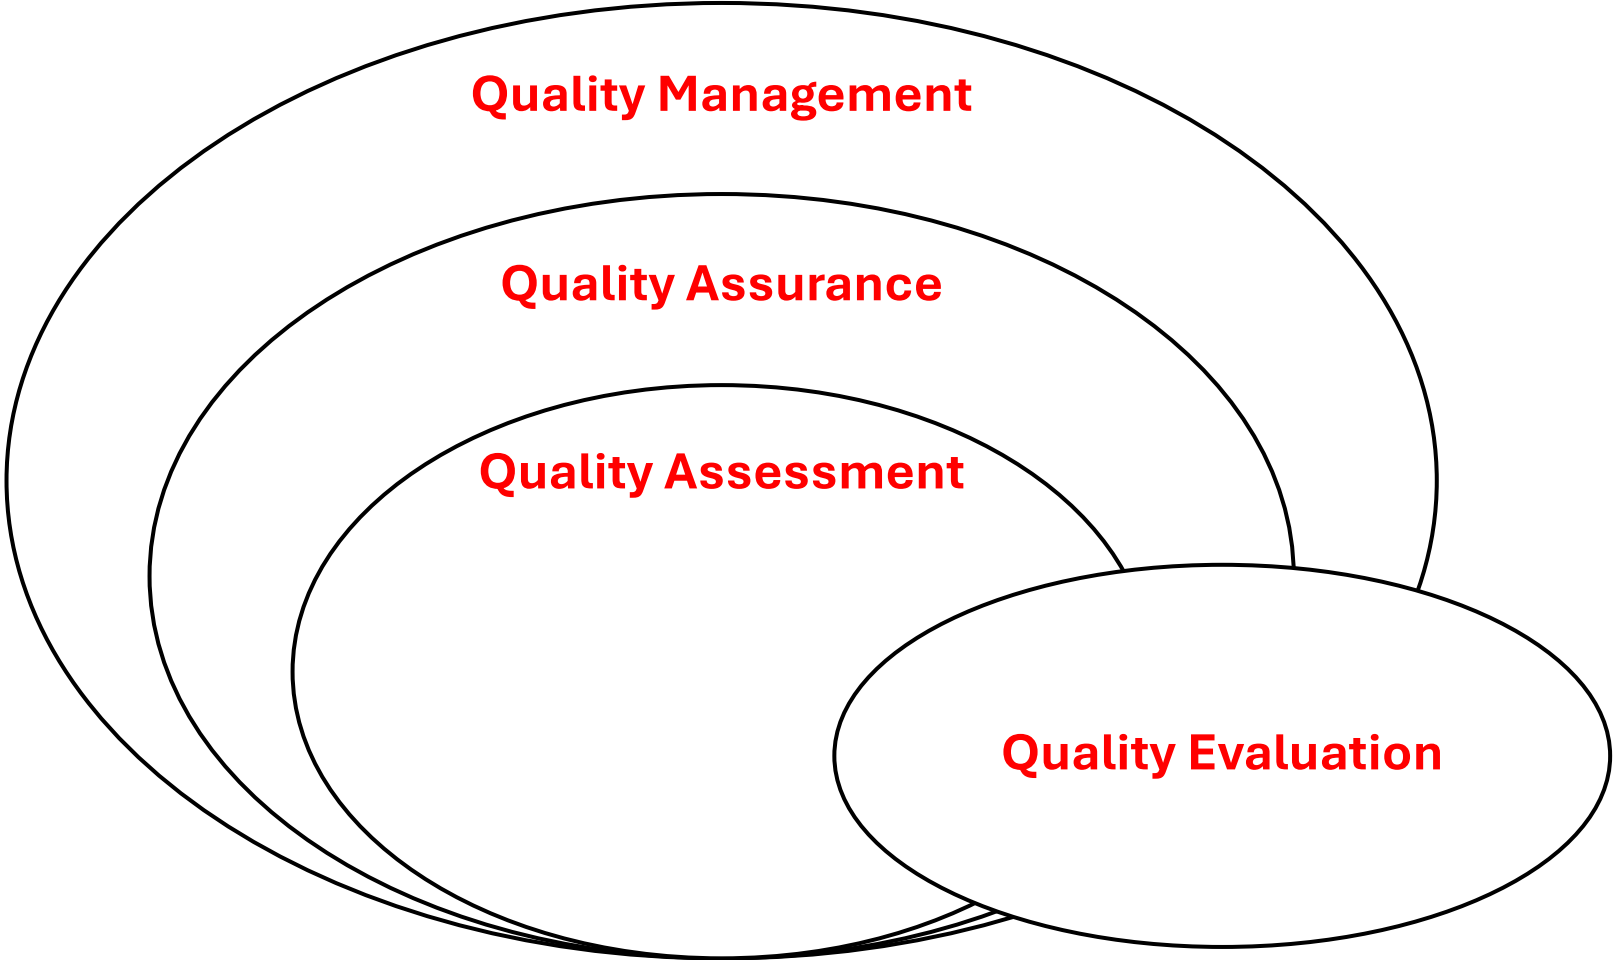 Quality Management
Quality Assurance
Quality Assessment
Quality Evaluation